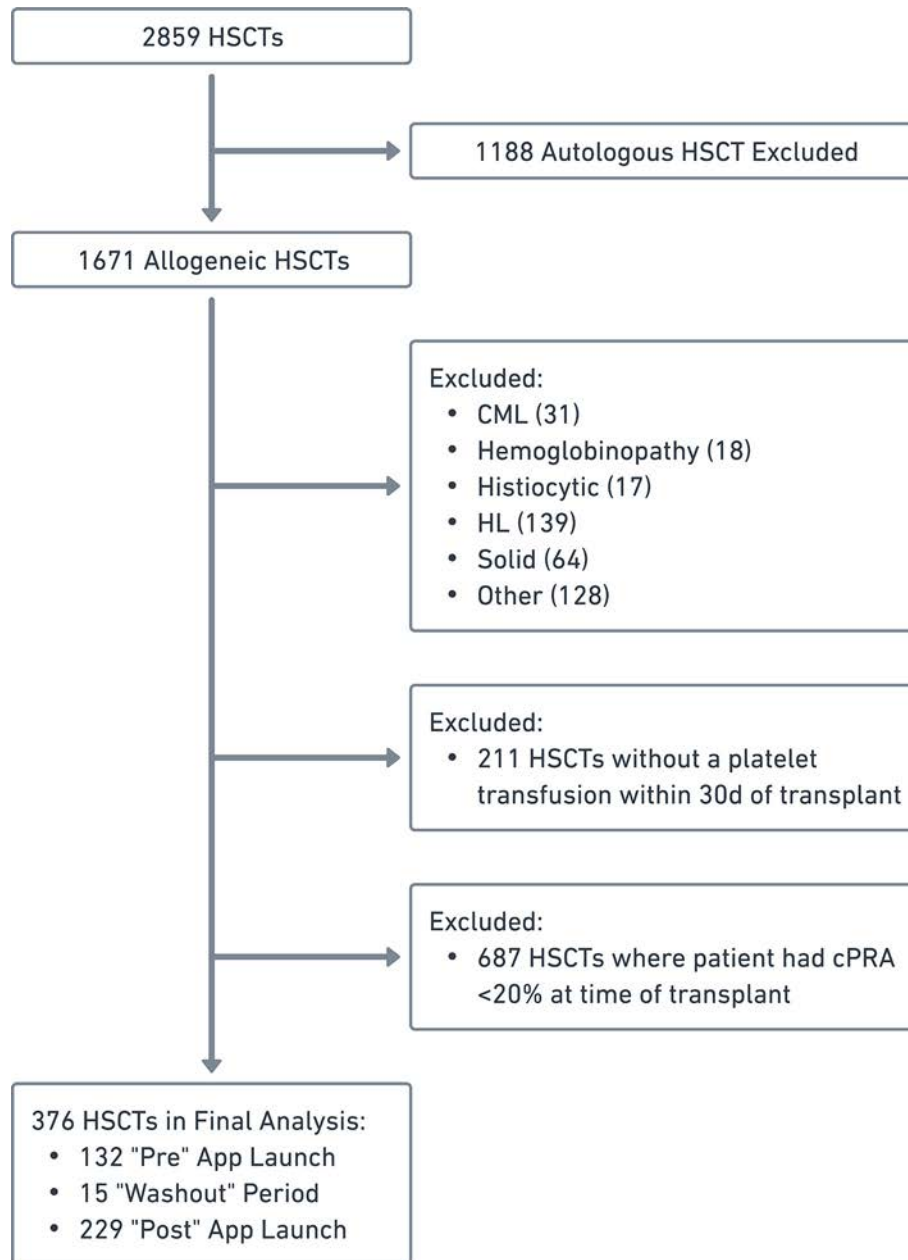 2859 HSCTs
1188 Autologous HSCT Excluded
1671 Allogeneic HSCTs
Excluded:
• CML (31)
• Hemoglobinopathy (18)
• Histiocytic (17)
• HL (139)
• Solid (64)
• Other (128)
Excluded:
• 211 HSCTs without a platelet
transfusion within 30d of transplant
Excluded:
• 687 HSCTs where patient had cPRA
<20% at time of transplant
376 HSCTs in Final Analysis:
• 132 "Pre" App Launch
• 15 "Washout" Period
• 229 "Post" App Launch